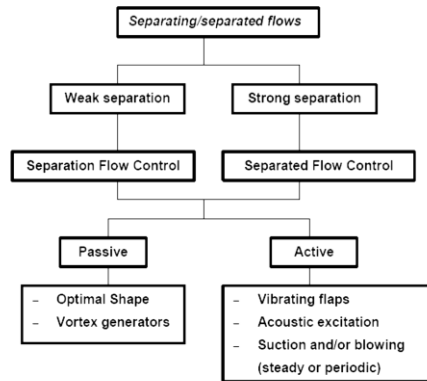 Separating/separated flows
Weak separation
Strong separation
Separation Flow Control
Separated Flow Control
Passive
Active
– Optimal Shape
– Vortex generators
– Vibrating flaps
– Acoustic excitation
– Suction and/or blowing
(steady or periodic)